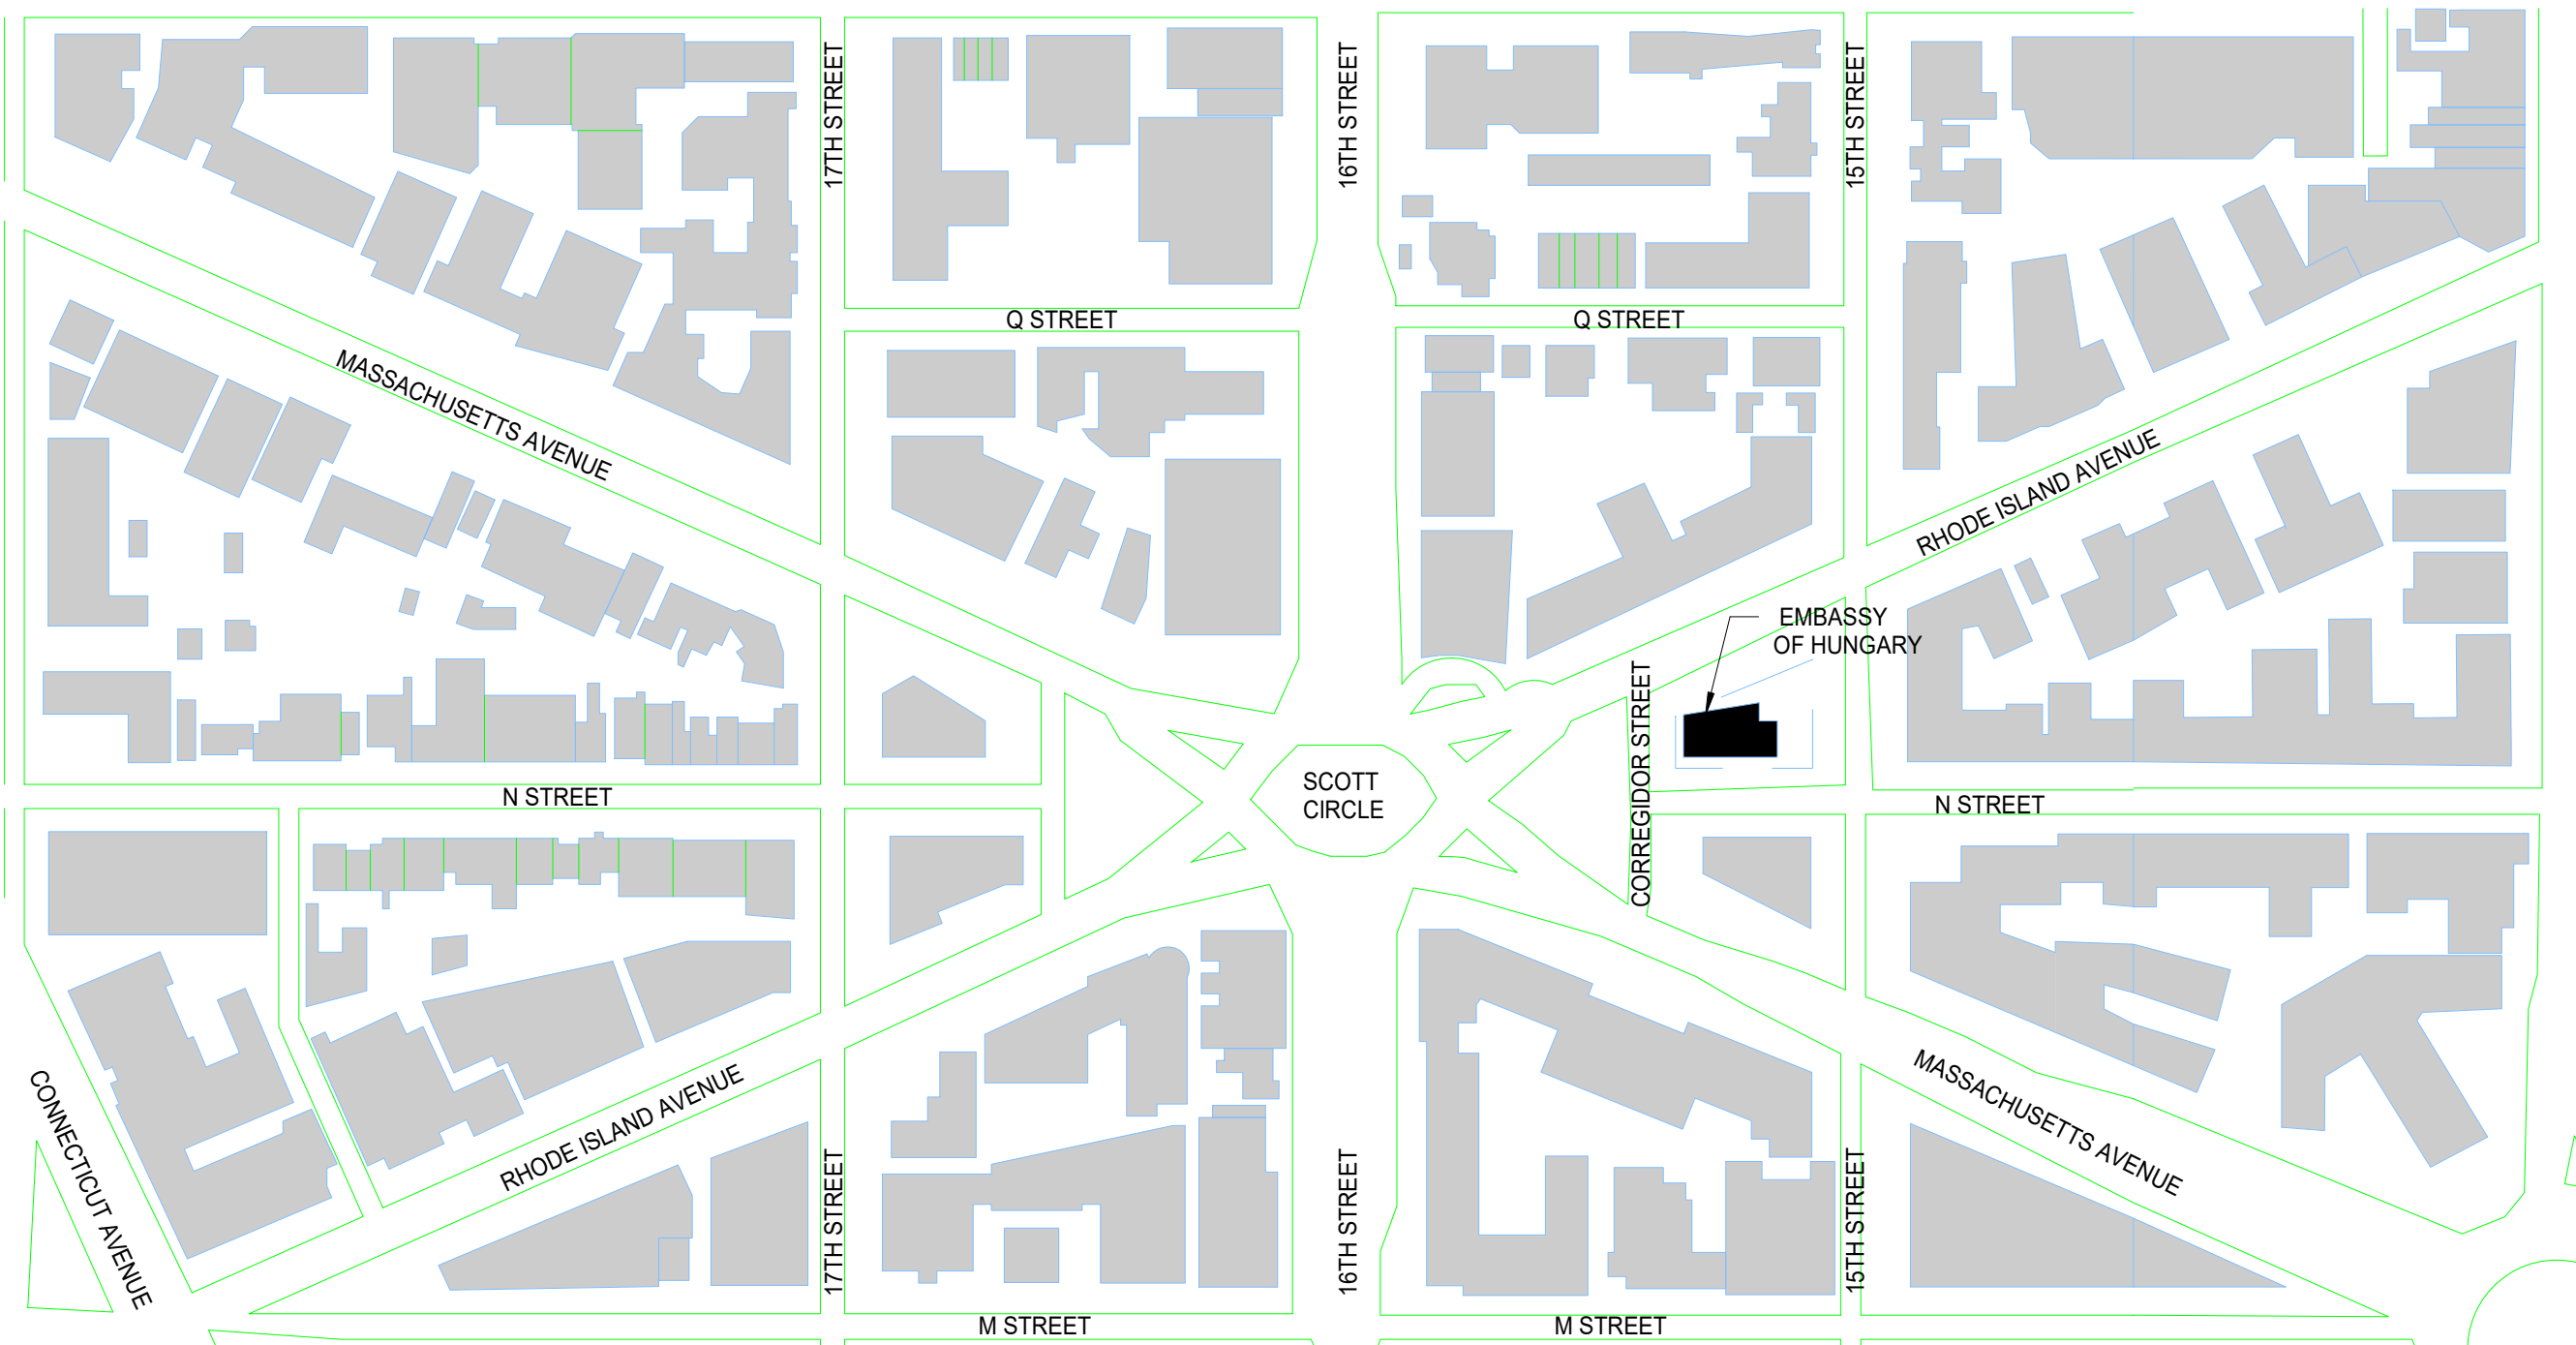 17TH STREET
16TH STREET
15TH STREET
Q STREET
Q STREET
MASSACHUSETTS AVENUE
RHODE ISLAND AVENUE
EMBASSY
OF HUNGARY
CORREGIDOR STREET
SCOTT
CIRCLE
N STREET
N STREET
CONNECTICUT AVENUE
RHODE ISLAND AVENUE
MASSACHUSETTS AVENUE
17TH STREET
16TH STREET
15TH STREET
M STREET
M STREET